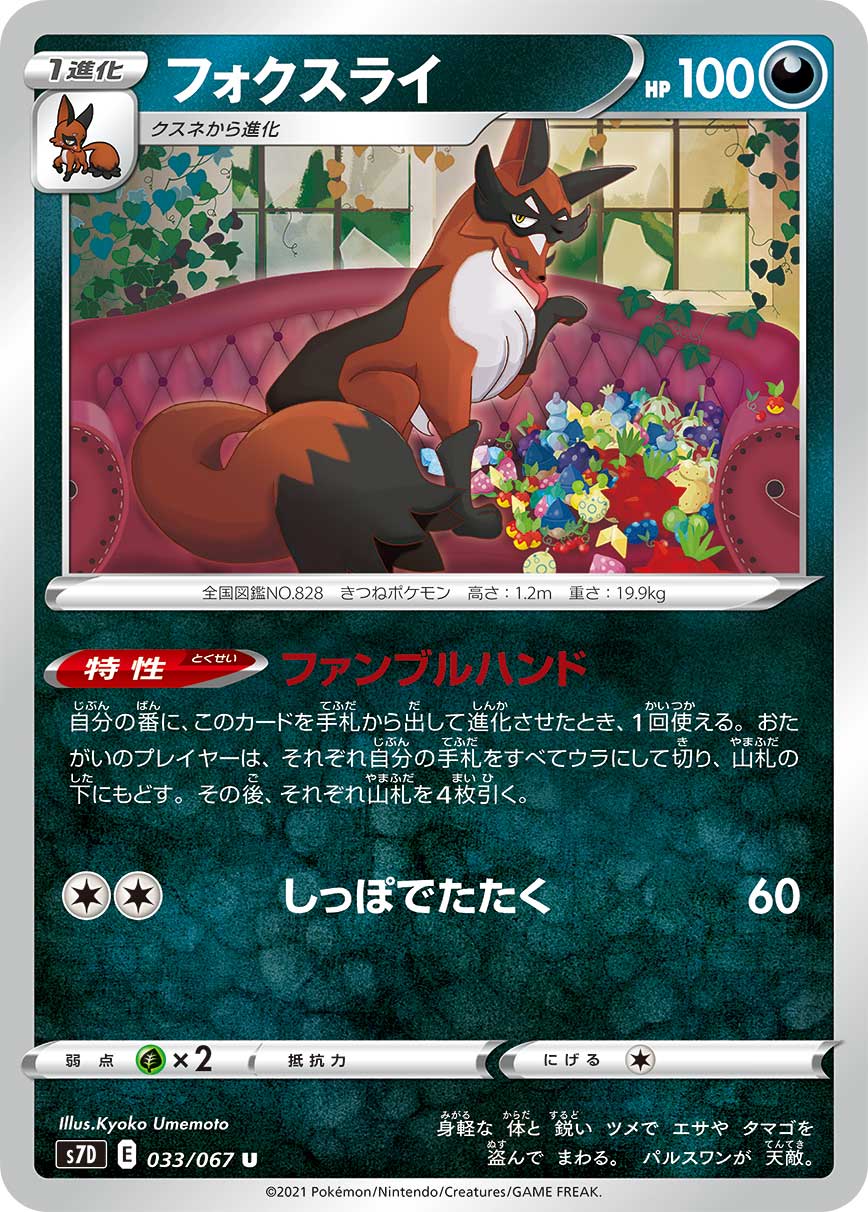 1進化 フォクスライ HP 100
クスネから進化
全国図鑑NO.828 きつねポケモン 高さ:1.2m 重さ:19.9kg
特性 とくせい ファンブルハンド
自分の番に、このカードを手札から出して進化させたとき、1回使える。おた
がいのプレイヤーは、それぞれ自分の手札をすべてウラにして切り、山札の
下にもどす。その後、それぞれ山札を4枚引く。
しっぽでたたく 60
弱点 ×2 抵抗力 にげる
Illus.Kyoko Umemoto
身軽な 体と 鋭い ツメで エサや タマゴを
盗んで まわる。 パルスワンが 天敵。
s7D E 033/067 U
©2021 Pokémon/Nintendo/Creatures/GAME FREAK.